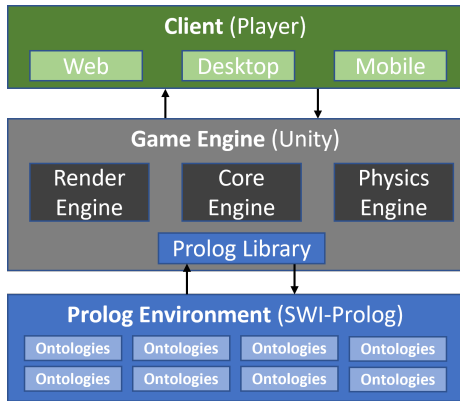 Client (Player)
Web Desktop Mobile
Game Engine (Unity)
Render Engine
Core Engine
Physics Engine
Prolog Library
Prolog Environment (SWI-Prolog)
Ontologies Ontologies Ontologies Ontologies
Ontologies Ontologies Ontologies Ontologies